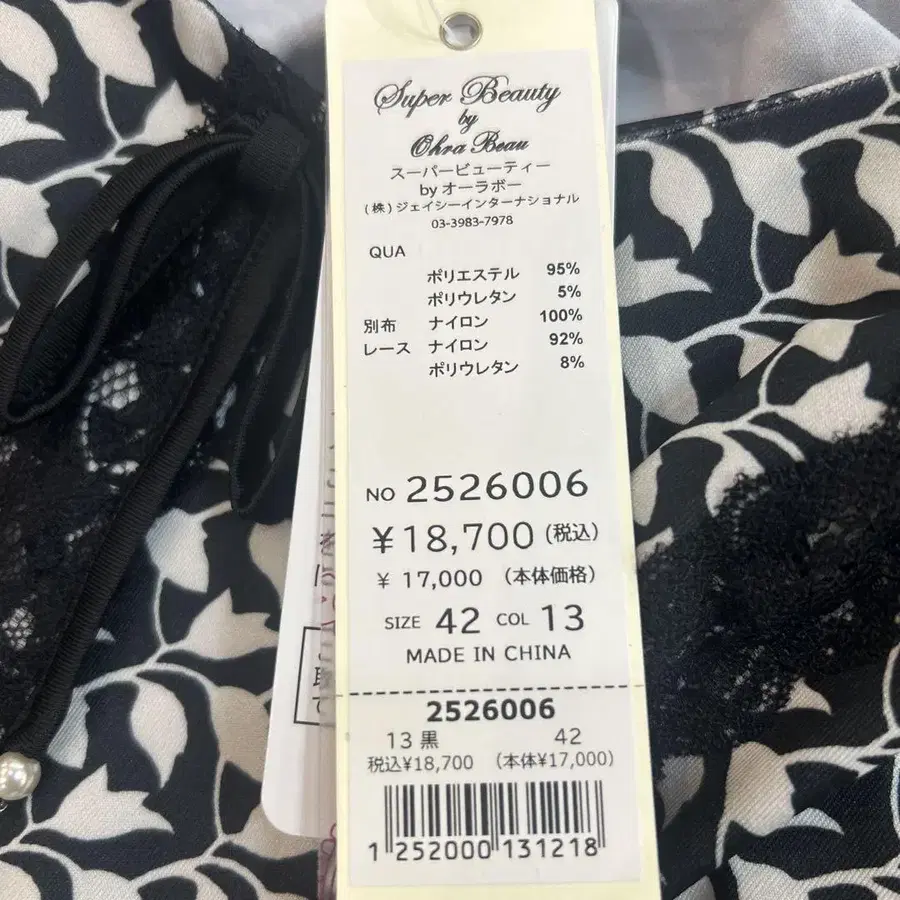 Super Beauty
by
Ohra Beau
スーパービューティー
by オーラボー
(株)ジェイシーインターナショナル
03-3983-7978
QUA
ポリエステル 95%
ポリウレタン 5%
別布 ナイロン 100%
レース ナイロン 92%
ポリウレタン 8%
NO 2526006
¥18,700 (税込)
¥ 17,000 (本体価格)
SIZE 42 COL 13
MADE IN CHINA
2526006
13 黒 42
税込¥18,700 (本体¥17,000)
1 252000 131218